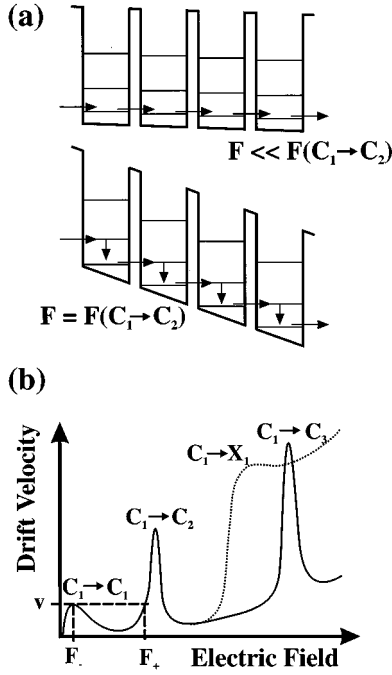 (a)
F << F(C₁→C₂)
F = F(C₁→C₂)
(b)
Drift Velocity
C₁→C₃
C₁→X₁
C₁→C₂
C₁→C₁
v
F₋
F₊
Electric Field